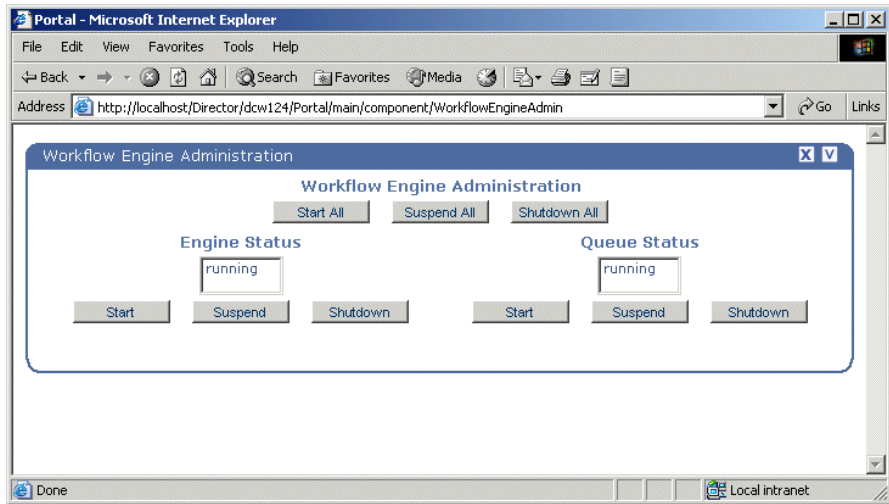 Portal - Microsoft Internet Explorer
File Edit View Favorites Tools Help
Back Search Favorites Media
Address http://localhost/Director/dcw124/Portal/main/component/WorkflowEngineAdmin Go Links
Workflow Engine Administration X V
Workflow Engine Administration
Start All Suspend All Shutdown All
Engine Status Queue Status
running running
Start Suspend Shutdown Start Suspend Shutdown
Done Local intranet